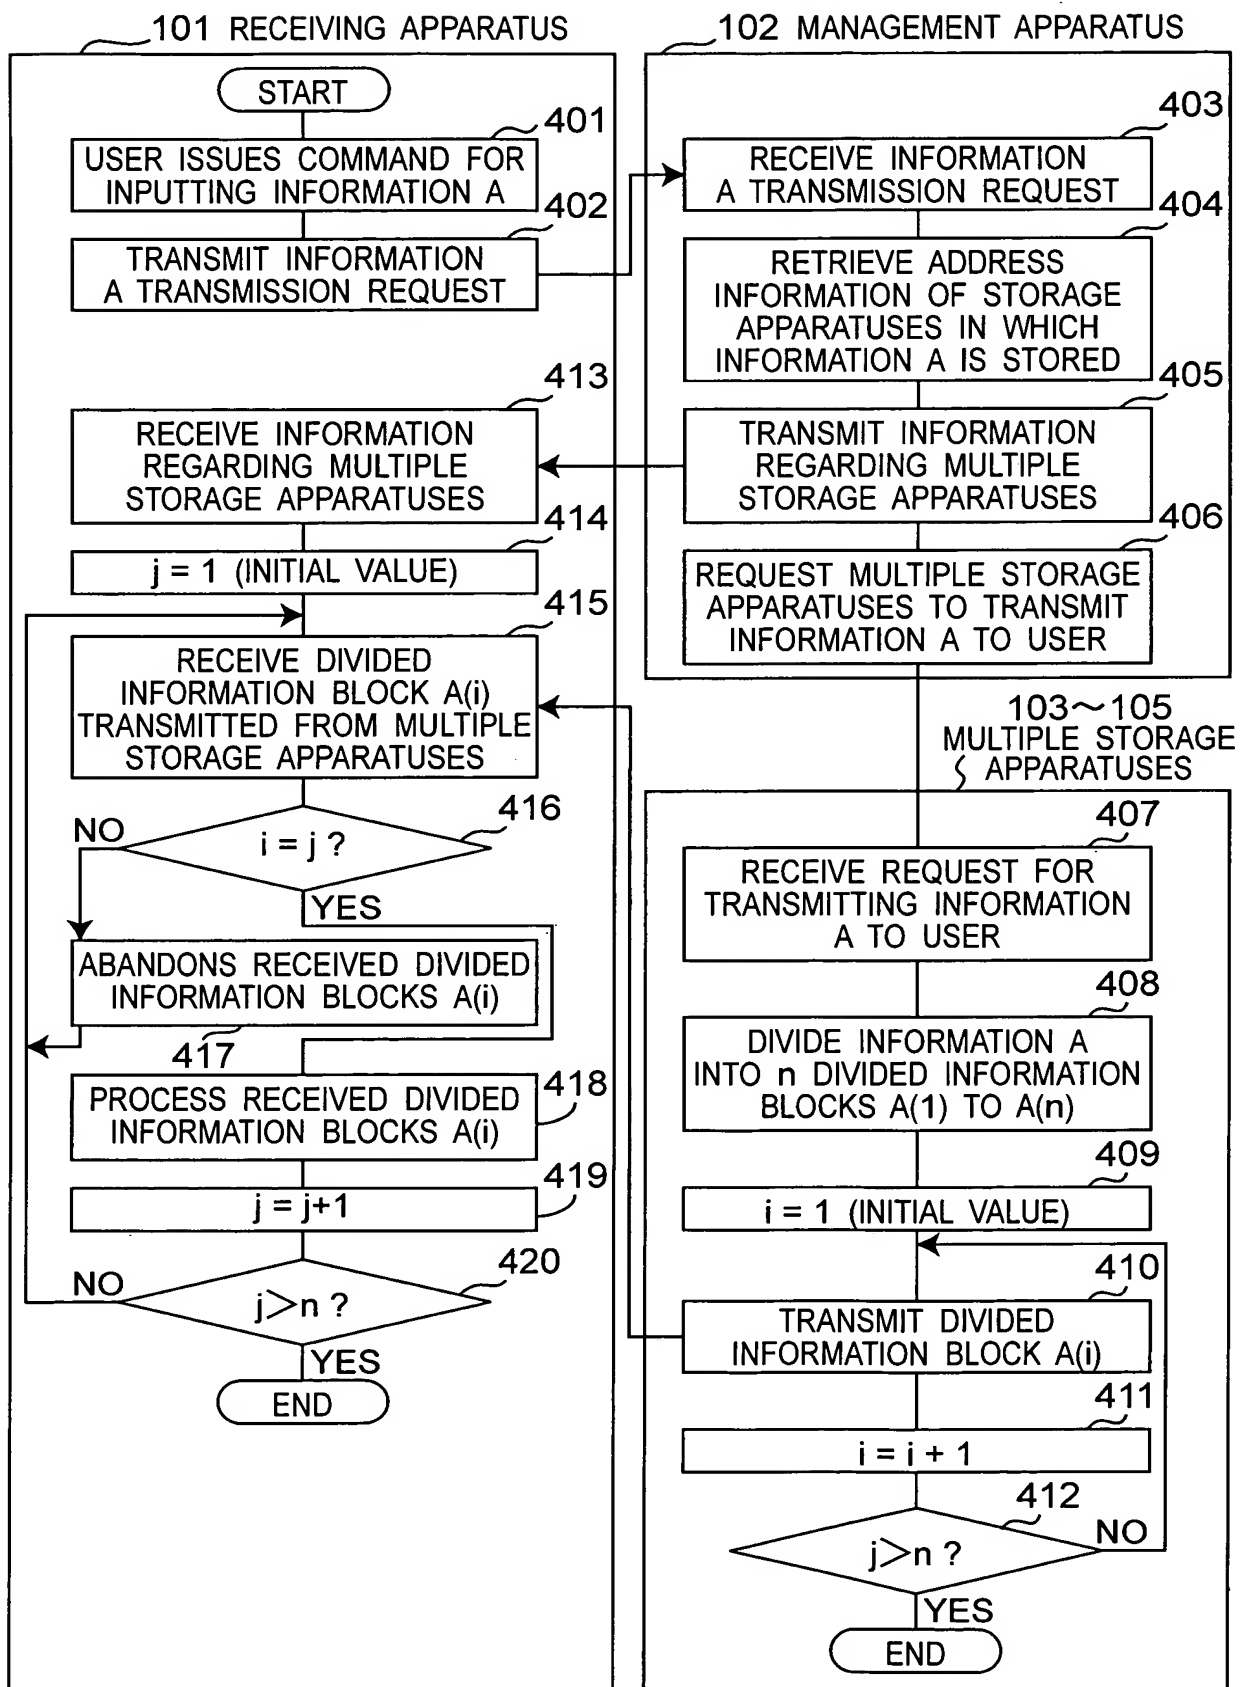 101 RECEIVING APPARATUS
START
401
USER ISSUES COMMAND FOR
INPUTTING INFORMATION A
402
TRANSMIT INFORMATION
A TRANSMISSION REQUEST
413
RECEIVE INFORMATION
REGARDING MULTIPLE
STORAGE APPARATUSES
414
j = 1 (INITIAL VALUE)
415
RECEIVE DIVIDED
INFORMATION BLOCK A(i)
TRANSMITTED FROM MULTIPLE
STORAGE APPARATUSES
416
i = j ?
NO
YES
ABANDONS RECEIVED DIVIDED
INFORMATION BLOCKS A(i)
417
PROCESS RECEIVED DIVIDED
INFORMATION BLOCKS A(i)
418
419
j = j+1
420
NO
j>n ?
YES
END
102 MANAGEMENT APPARATUS
403
RECEIVE INFORMATION
A TRANSMISSION REQUEST
404
RETRIEVE ADDRESS
INFORMATION OF STORAGE
APPARATUSES IN WHICH
INFORMATION A IS STORED
405
TRANSMIT INFORMATION
REGARDING MULTIPLE
STORAGE APPARATUSES
406
REQUEST MULTIPLE STORAGE
APPARATUSES TO TRANSMIT
INFORMATION A TO USER
103~105
MULTIPLE STORAGE
APPARATUSES
407
RECEIVE REQUEST FOR
TRANSMITTING INFORMATION
A TO USER
408
DIVIDE INFORMATION A
INTO n DIVIDED INFORMATION
BLOCKS A(1) TO A(n)
409
i = 1 (INITIAL VALUE)
410
TRANSMIT DIVIDED
INFORMATION BLOCK A(i)
411
i = i + 1
412
j>n ?
NO
YES
END